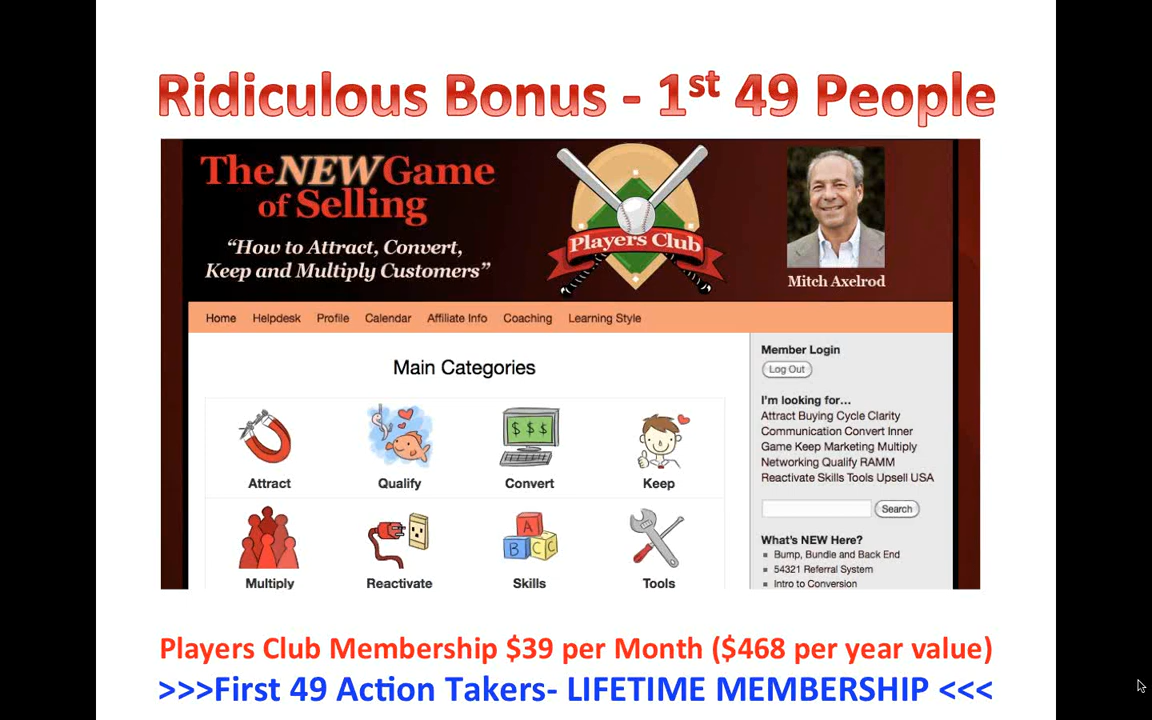 Ridiculous Bonus - 1st 49 People
The NEW Game
of Selling
“How to Attract, Convert,
Keep and Multiply Customers”
Players Club
Mitch Axelrod
Home Helpdesk Profile Calendar Affiliate Info Coaching Learning Style
Main Categories
Attract Qualify Convert Keep
Multiply Reactivate Skills Tools
$ $ $
A
B C C
Member Login
Log Out
I'm looking for...
Attract Buying Cycle Clarity
Communication Convert Inner
Game Keep Marketing Multiply
Networking Qualify RAMM
Reactivate Skills Tools Upsell USA
Search
What's NEW Here?
Bump, Bundle and Back End
54321 Referral System
Intro to Conversion
Players Club Membership $39 per Month ($468 per year value)
>>>First 49 Action Takers- LIFETIME MEMBERSHIP <<<